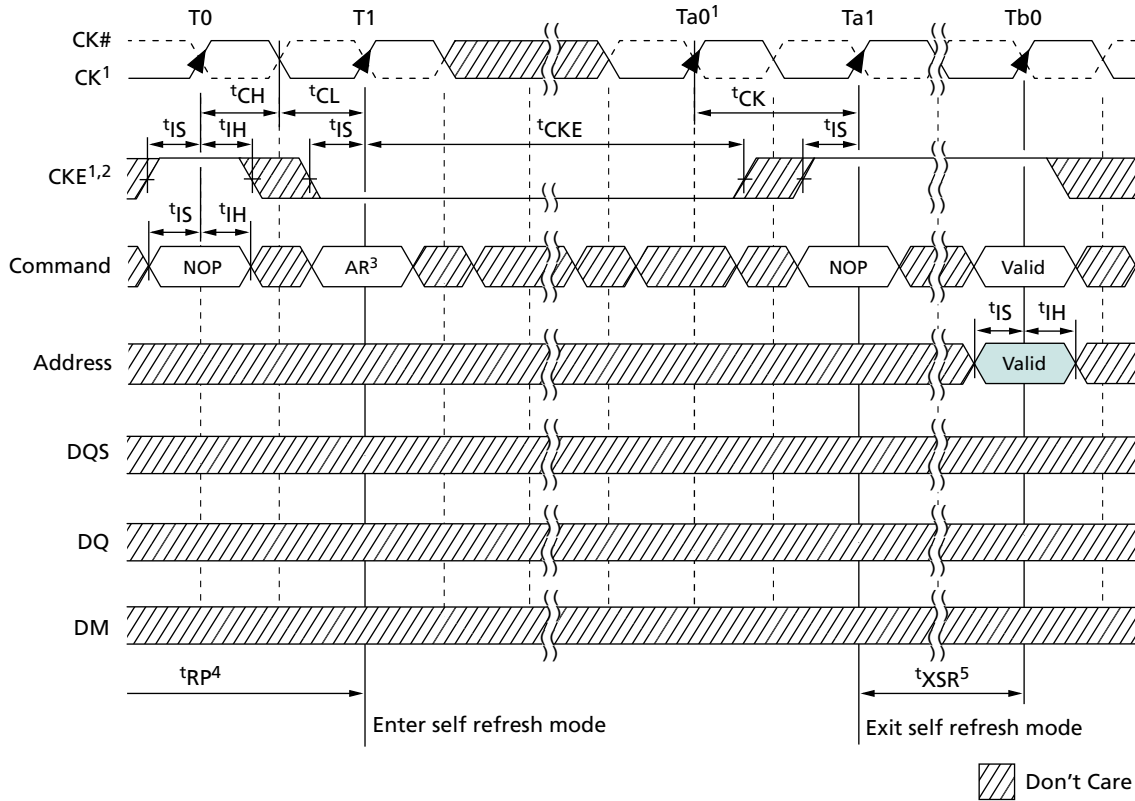 T0 T1 Ta0¹ Ta1 Tb0
CK#
CK¹
ᵗCH ᵗCL ᵗCK
ᵗIS ᵗIH ᵗIS ᵗCKE ᵗIS
CKE¹,²
ᵗIS ᵗIH
Command NOP AR³ NOP Valid
ᵗIS ᵗIH
Address Valid
DQS
DQ
DM
ᵗRP⁴ ᵗXSR⁵
Enter self refresh mode Exit self refresh mode
Don't Care